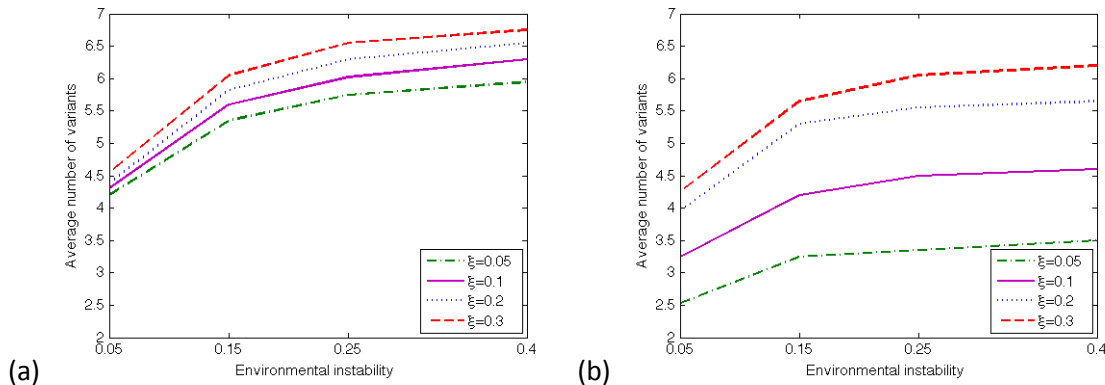 7
6.5
6
5.5
5
4.5
4
3.5
3
2.5
2
Average number of variants
0.05
0.15
0.25
0.4
Environmental instability
ξ=0.05
ξ=0.1
ξ=0.2
ξ=0.3
(a)
7
6.5
6
5.5
5
4.5
4
3.5
3
2.5
2
Average number of variants
0.05
0.15
0.25
0.4
Environmental instability
ξ=0.05
ξ=0.1
ξ=0.2
ξ=0.3
(b)